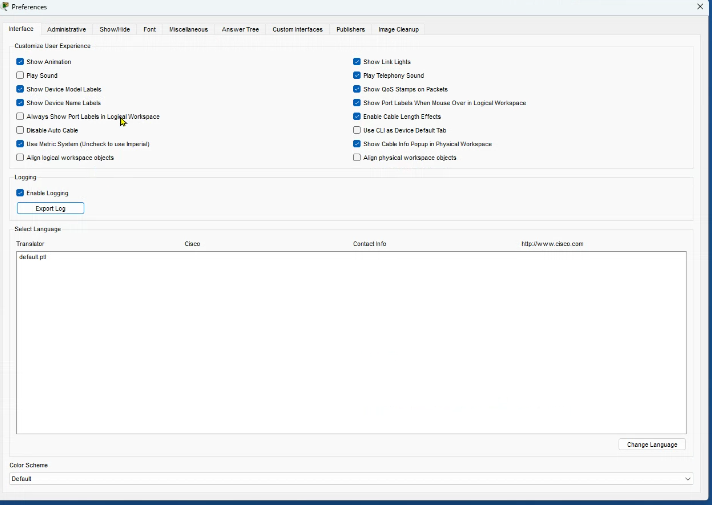 Preferences
Interface Administrative Show/Hide Font Miscellaneous Answer Tree Custom Interfaces Publishers Image Cleanup
Customize User Experience
Show Animation
Show Link Lights
Play Sound
Play Telephony Sound
Show Device Model Labels
Show QoS Stamps on Packets
Show Device Name Labels
Show Port Labels When Mouse Over in Logical Workspace
Always Show Port Labels in Logical Workspace
Enable Cable Length Effects
Disable Auto Cable
Use CLI as Device Default Tab
Use Metric System (Uncheck to use Imperial)
Show Cable Info Popup in Physical Workspace
Align logical workspace objects
Align physical workspace objects
Logging
Enable Logging
Export Log
Select Language
Translator Cisco Contact Info http://www.cisco.com
default.ptl
Change Language
Color Scheme
Default